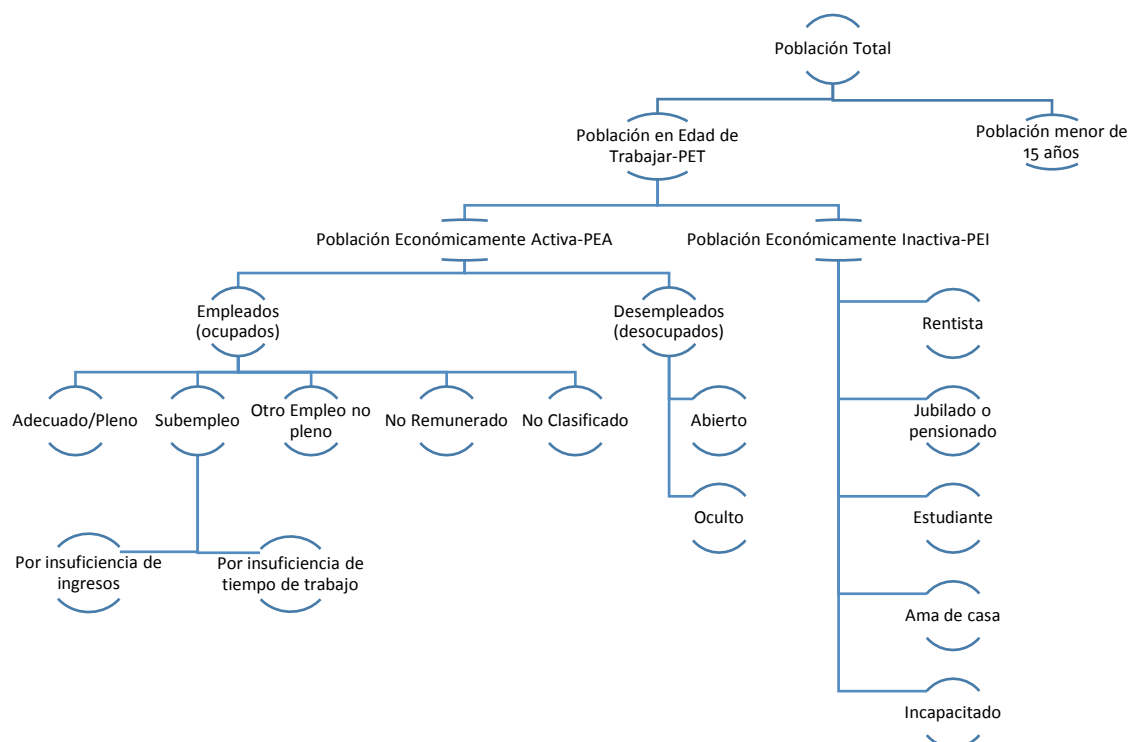 Población Total
Población en Edad de
Trabajar-PET
Población menor de
15 años
Población Económicamente Activa-PEA
Población Económicamente Inactiva-PEI
Empleados
(ocupados)
Desempleados
(desocupados)
Rentista
Adecuado/Pleno
Subempleo
Otro Empleo no
pleno
No Remunerado
No Clasificado
Abierto
Jubilado o
pensionado
Oculto
Estudiante
Por insuficiencia de
ingresos
Por insuficiencia de
tiempo de trabajo
Ama de casa
Incapacitado